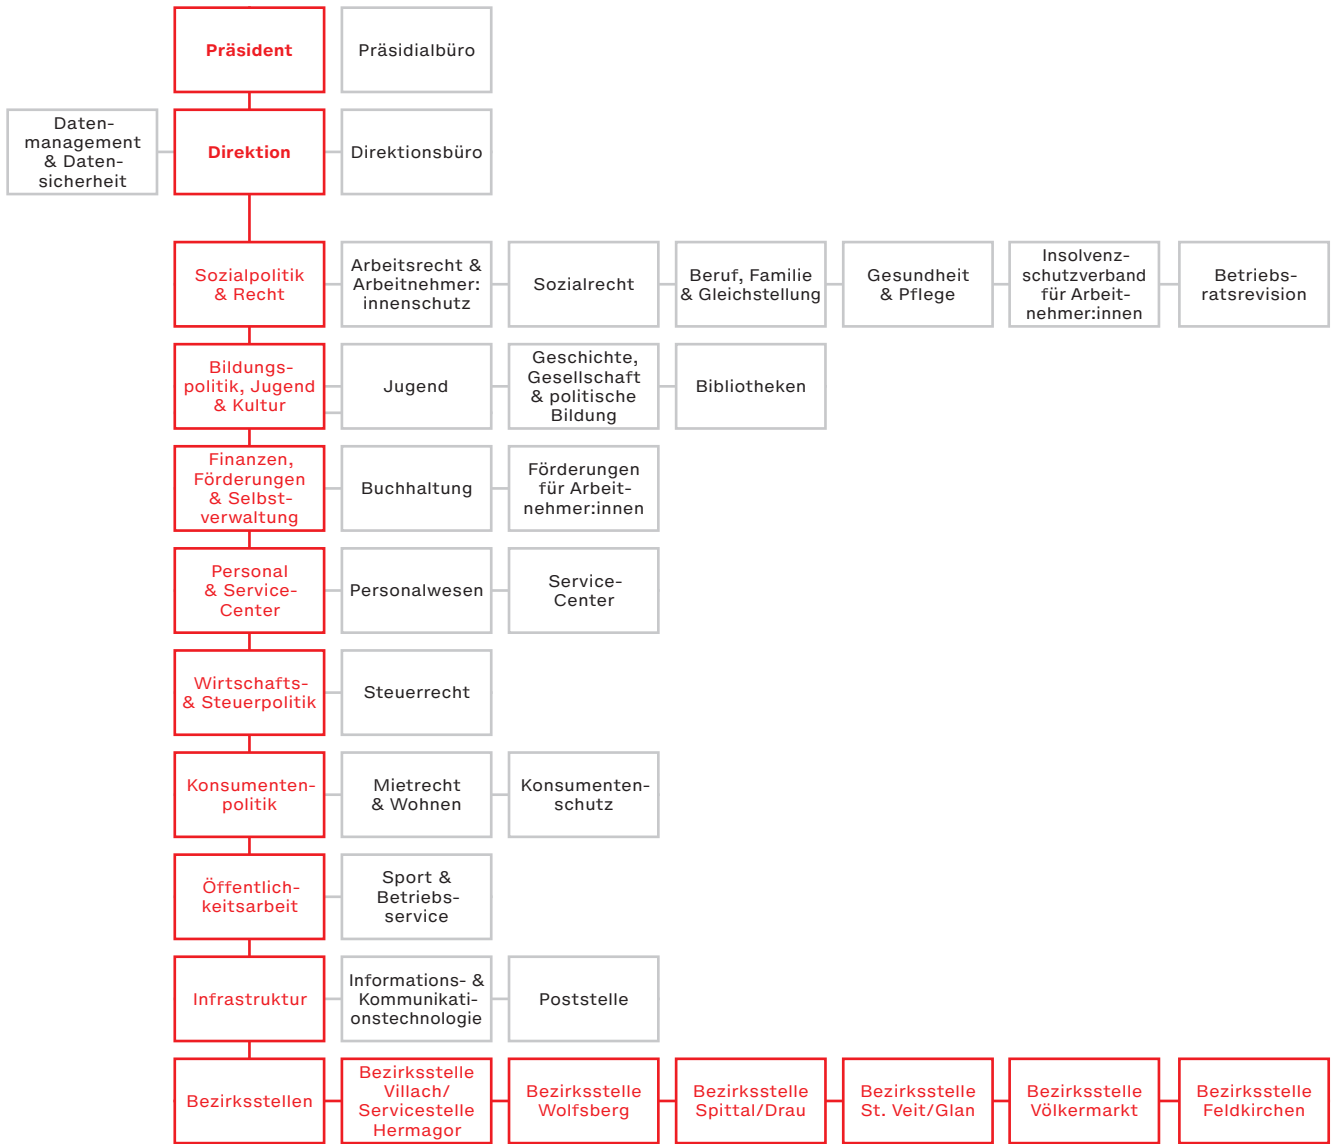 Präsident
Präsidialbüro
Daten-
management
& Daten-
sicherheit
Direktion
Direktionsbüro
Sozialpolitik
& Recht
Arbeitsrecht &
Arbeitnehmer:
innenschutz
Sozialrecht
Beruf, Familie
& Gleichstellung
Gesundheit
& Pflege
Insolvenz-
schutzverband
für Arbeit-
nehmer:innen
Betriebs-
ratsrevision
Bildungs-
politik, Jugend
& Kultur
Jugend
Geschichte,
Gesellschaft
& politische
Bildung
Bibliotheken
Finanzen,
Förderungen
& Selbst-
verwaltung
Buchhaltung
Förderungen
für Arbeit-
nehmer:innen
Personal
& Service-
Center
Personalwesen
Service-
Center
Wirtschafts-
& Steuerpolitik
Steuerrecht
Konsumenten-
politik
Mietrecht
& Wohnen
Konsumenten-
schutz
Öffentlich-
keitsarbeit
Sport &
Betriebs-
service
Infrastruktur
Informations- &
Kommunikati-
onstechnologie
Poststelle
Bezirksstellen
Bezirksstelle
Villach/
Servicestelle
Hermagor
Bezirksstelle
Wolfsberg
Bezirksstelle
Spittal/Drau
Bezirksstelle
St. Veit/Glan
Bezirksstelle
Völkermarkt
Bezirksstelle
Feldkirchen